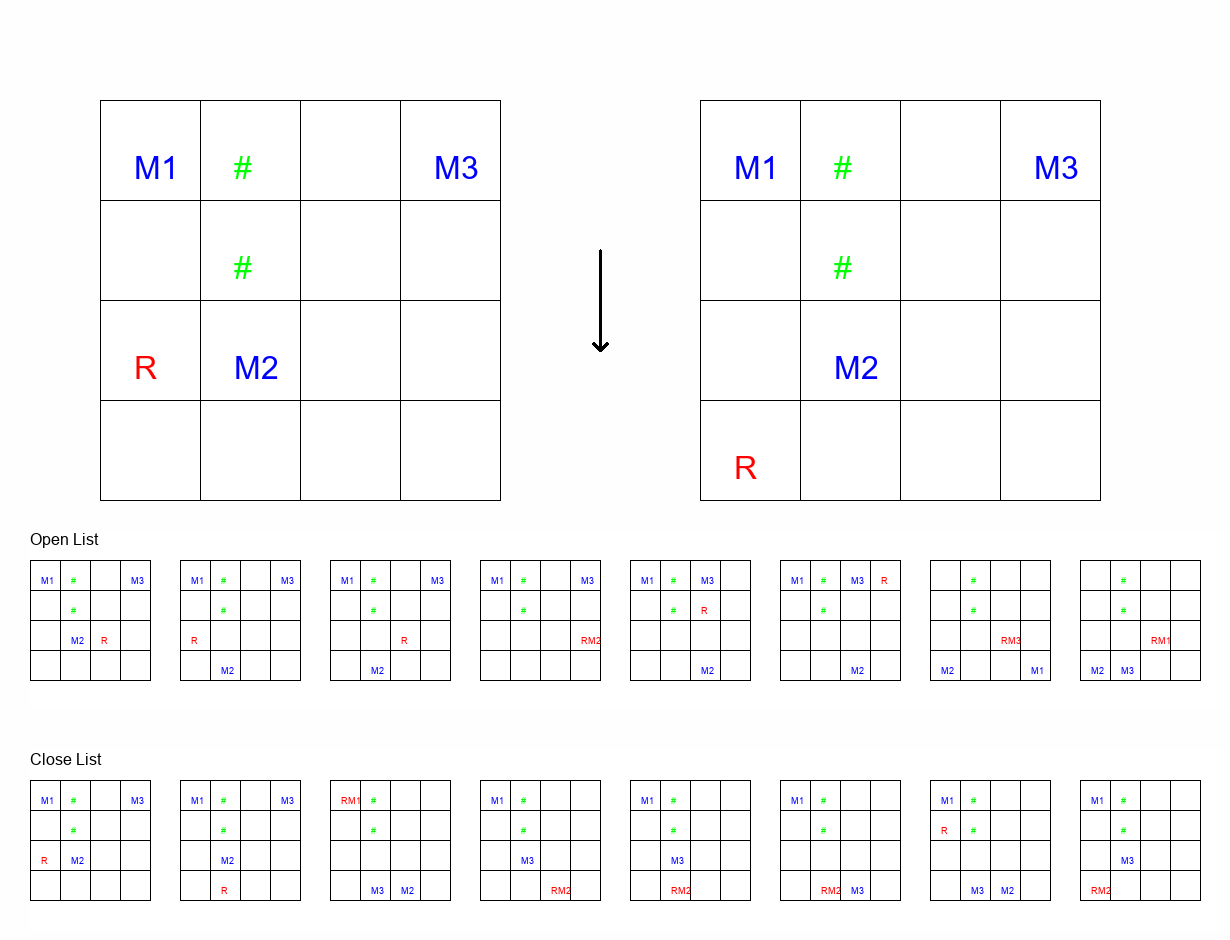 M1 # M3 M1 # M3
# #
R M2 M2
R
Open List
M1 # M3 M1 # M3 M1 # M3 M1 # M3 M1 # M3 M1 # M3 R # #
# # # # # R # # #
M2 R R R RM2 RM3 RM1
M2 M2 M2 M2 M2 M1 M2 M3
Close List
M1 # M3 M1 # M3 RM1 # M1 # M1 # M1 # M1 # M1 #
# # # # # # R # #
R M2 M2 M3 M3 M3
R M3 M2 RM2 RM2 RM2 M3 M3 M2 RM2